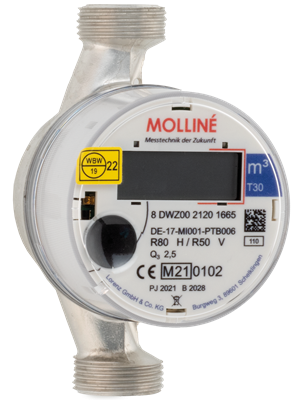 MOLLINÉ
Messtechnik der Zukunft
WBW
19
22
m³
T30
8 DWZ00 2120 1665
DE-17-MI001-PTB006
R80 H / R50 V
110
Q₃ 2,5
CE M21 0102
PJ 2021 B 2028
Lorenz GmbH & Co. KG
Burgweg 3, 89601 Schelklingen